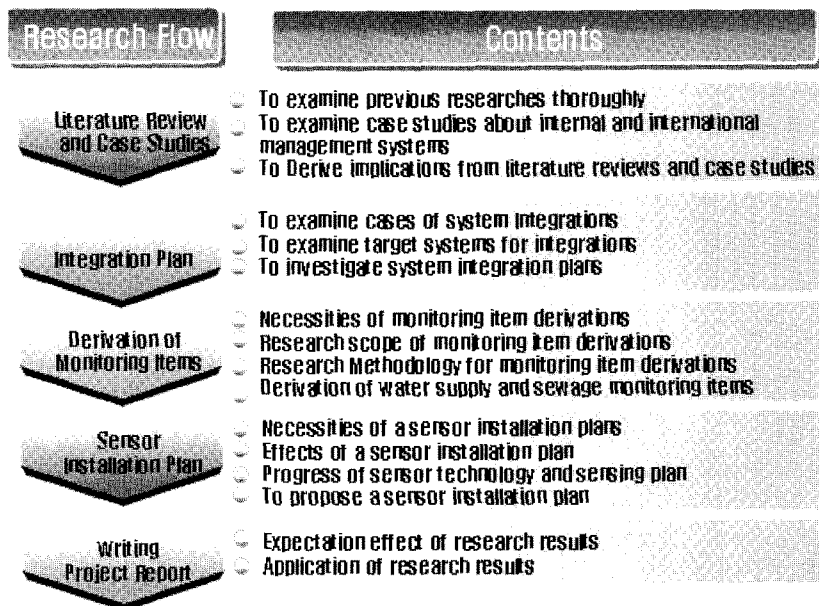 Research Flow
Contents
Literature Review
and Case Studies
To examine previous researches thoroughly
To examine case studies about internal and international
management systems
To Derive implications from literature reviews and case studies
Integration Plan
To examine cases of system integrations
To examine target systems for integrations
To investigate system integration plans
Derivation of
Monitoring Items
Necessities of monitoring item derivations
Research scope of monitoring item derivations
Research Methodology for monitoring item derivations
Derivation of water supply and sewage monitoring items
Sensor
Installation Plan
Necessities of a sensor installation plans
Effects of a sensor installation plan
Progress of sensor technology and sensing plan
To propose a sensor installation plan
Writing
Project Report
Expectation effect of research results
Application of research results